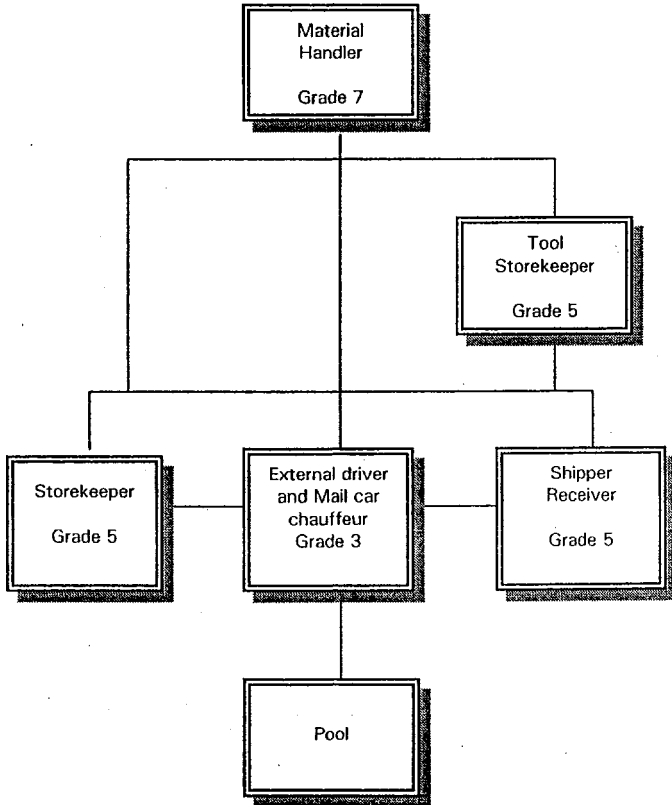 Material
Handler
Grade 7
Tool
Storekeeper
Grade 5
Storekeeper
Grade 5
External driver
and Mail car
chauffeur
Grade 3
Shipper
Receiver
Grade 5
Pool